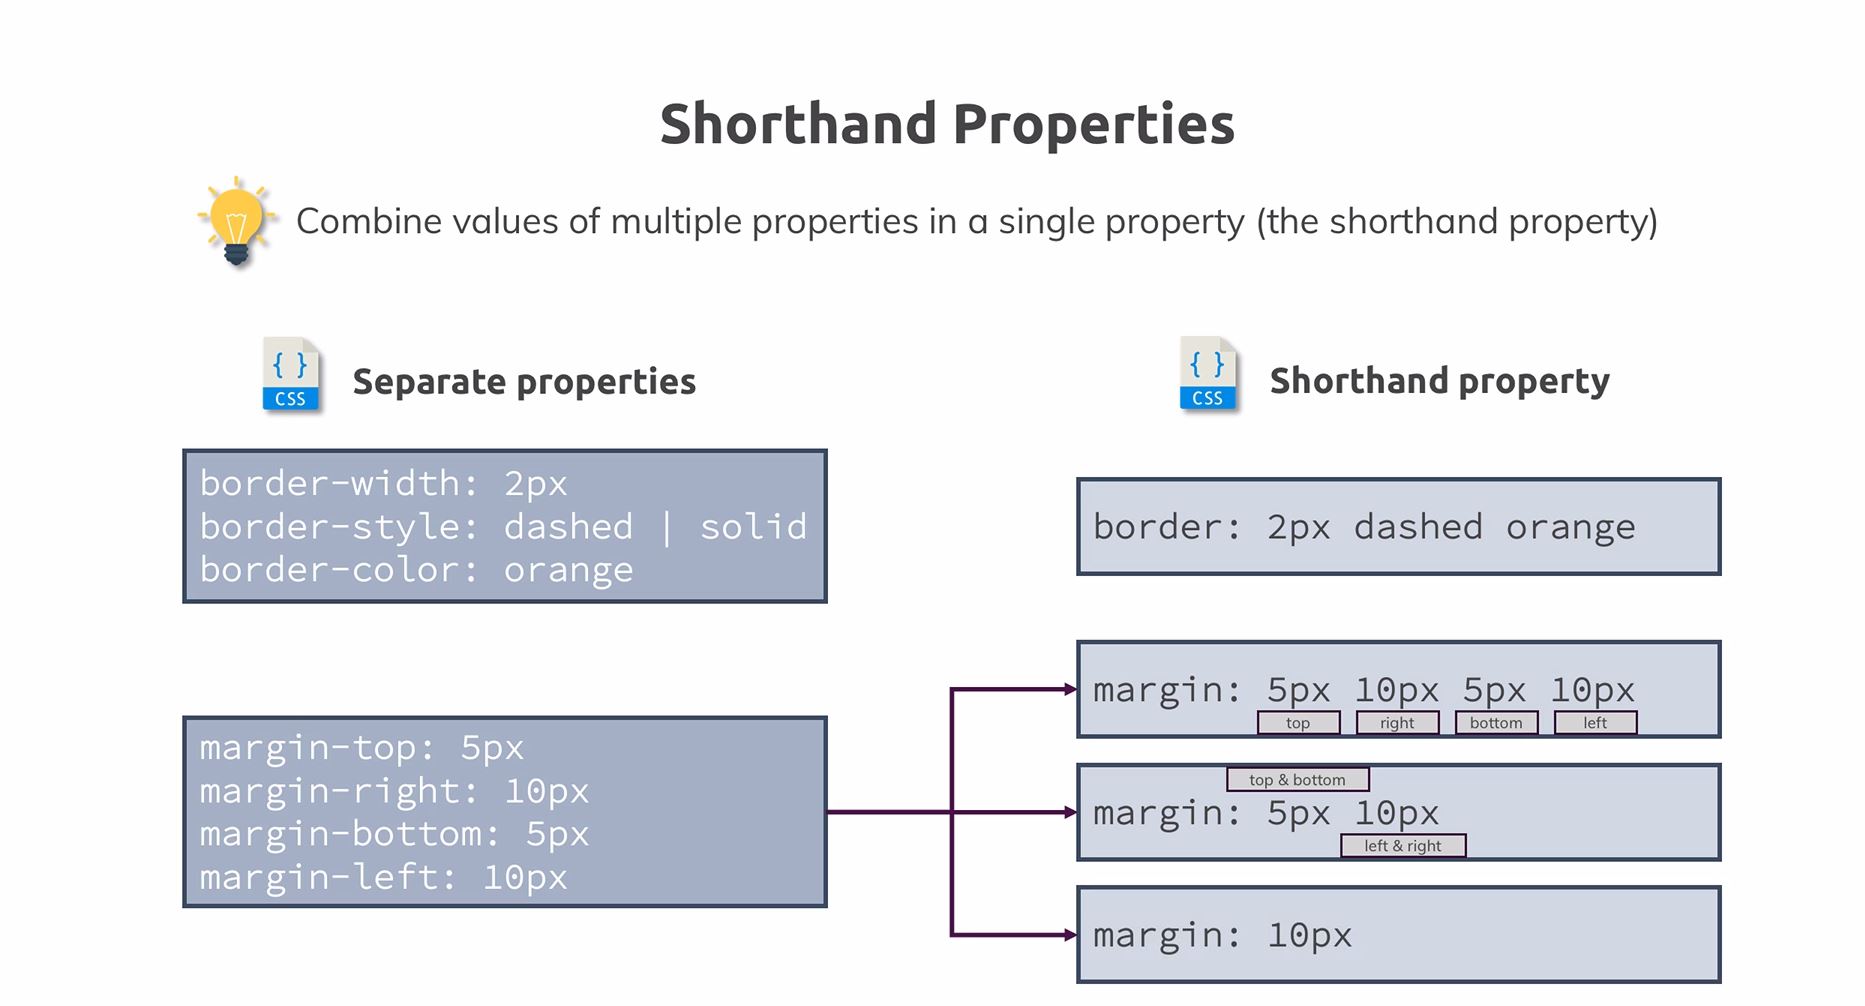 Shorthand Properties
Combine values of multiple properties in a single property (the shorthand property)
{ }
CSS
Separate properties
border-width: 2px
border-style: dashed | solid
border-color: orange
margin-top: 5px
margin-right: 10px
margin-bottom: 5px
margin-left: 10px
{ }
CSS
Shorthand property
border: 2px dashed orange
margin: 5px 10px 5px 10px
top right bottom left
top & bottom
margin: 5px 10px
left & right
margin: 10px